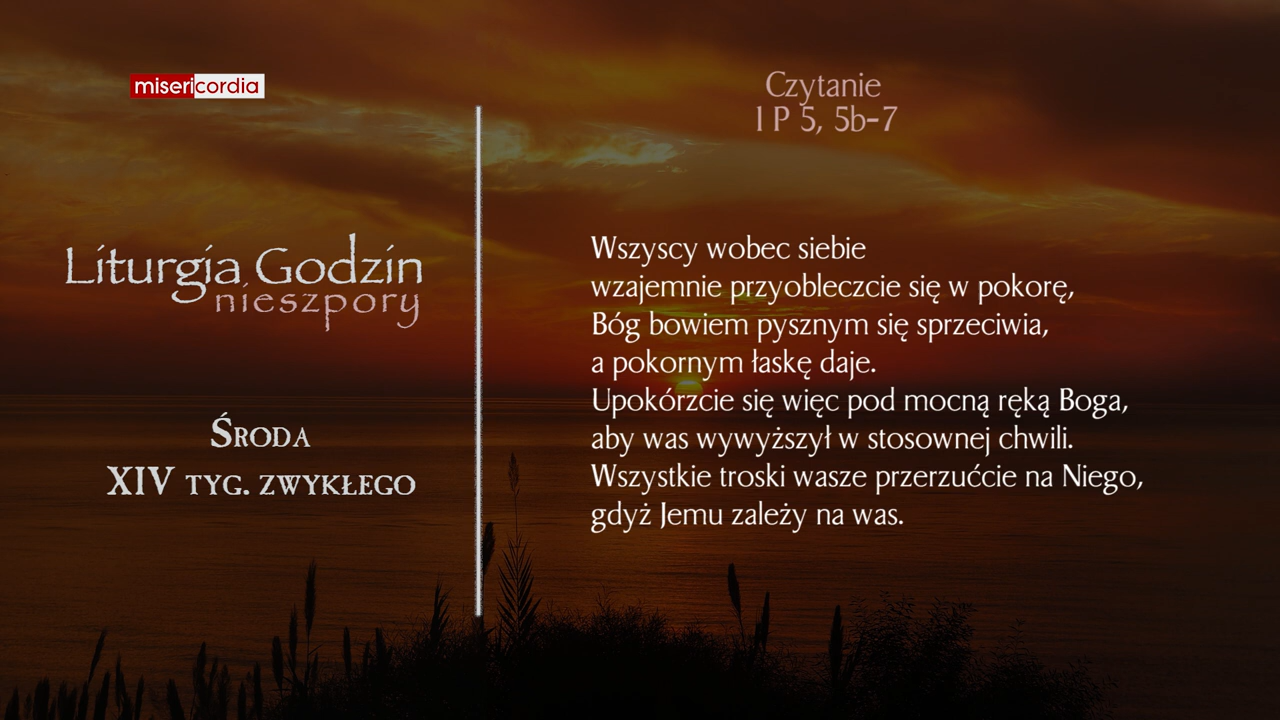 misericordia
Liturgia Godzin
nieszpory
Środa
XIV tyg. zwykłego
Czytanie
1 P 5, 5b-7
Wszyscy wobec siebie
wzajemnie przyobleczcie się w pokorę,
Bóg bowiem pysznym się sprzeciwia,
a pokornym łaskę daje.
Upokórzcie się więc pod mocną ręką Boga,
aby was wywyższył w stosownej chwili.
Wszystkie troski wasze przerzućcie na Niego,
gdyż Jemu zależy na was.